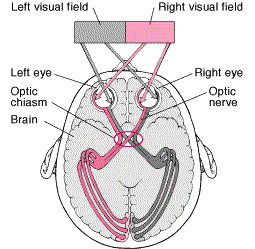 Left visual field
Right visual field
Left eye
Right eye
Optic
chiasm
Optic
nerve
Brain